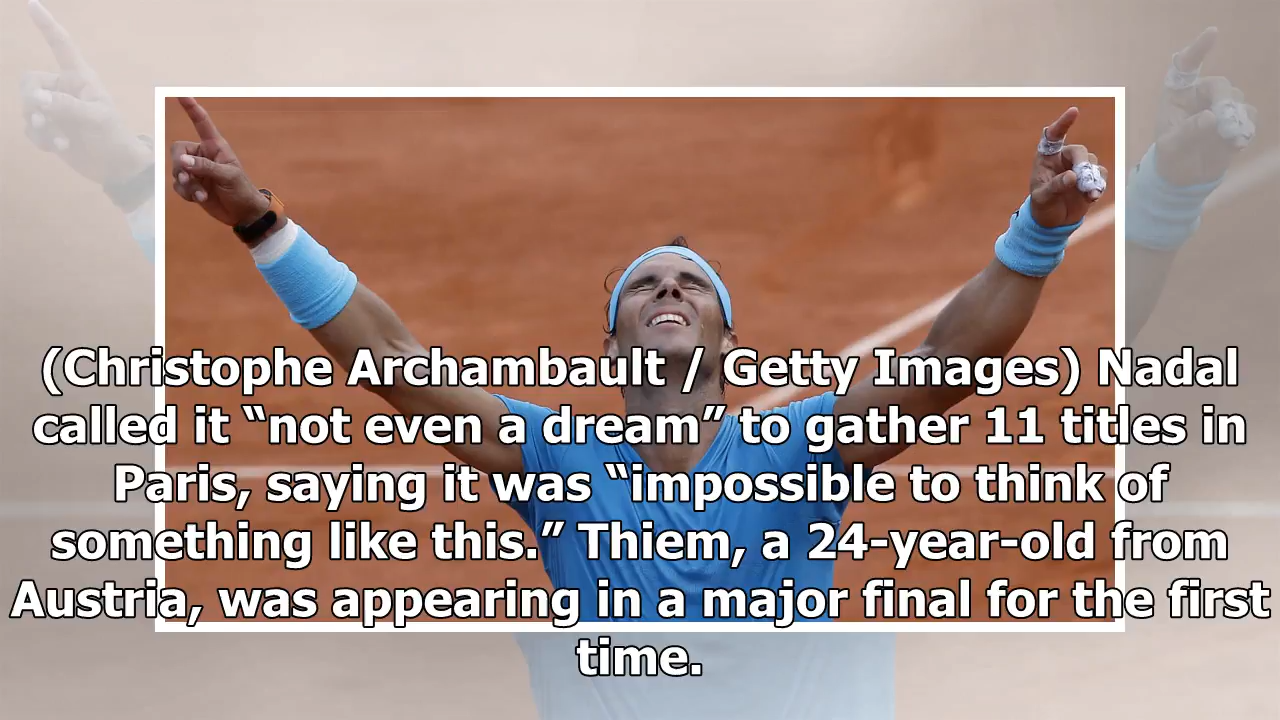 (Christophe Archambault / Getty Images) Nadal
called it “not even a dream” to gather 11 titles in
Paris, saying it was “impossible to think of
something like this.” Thiem, a 24-year-old from
Austria, was appearing in a major final for the first
time.